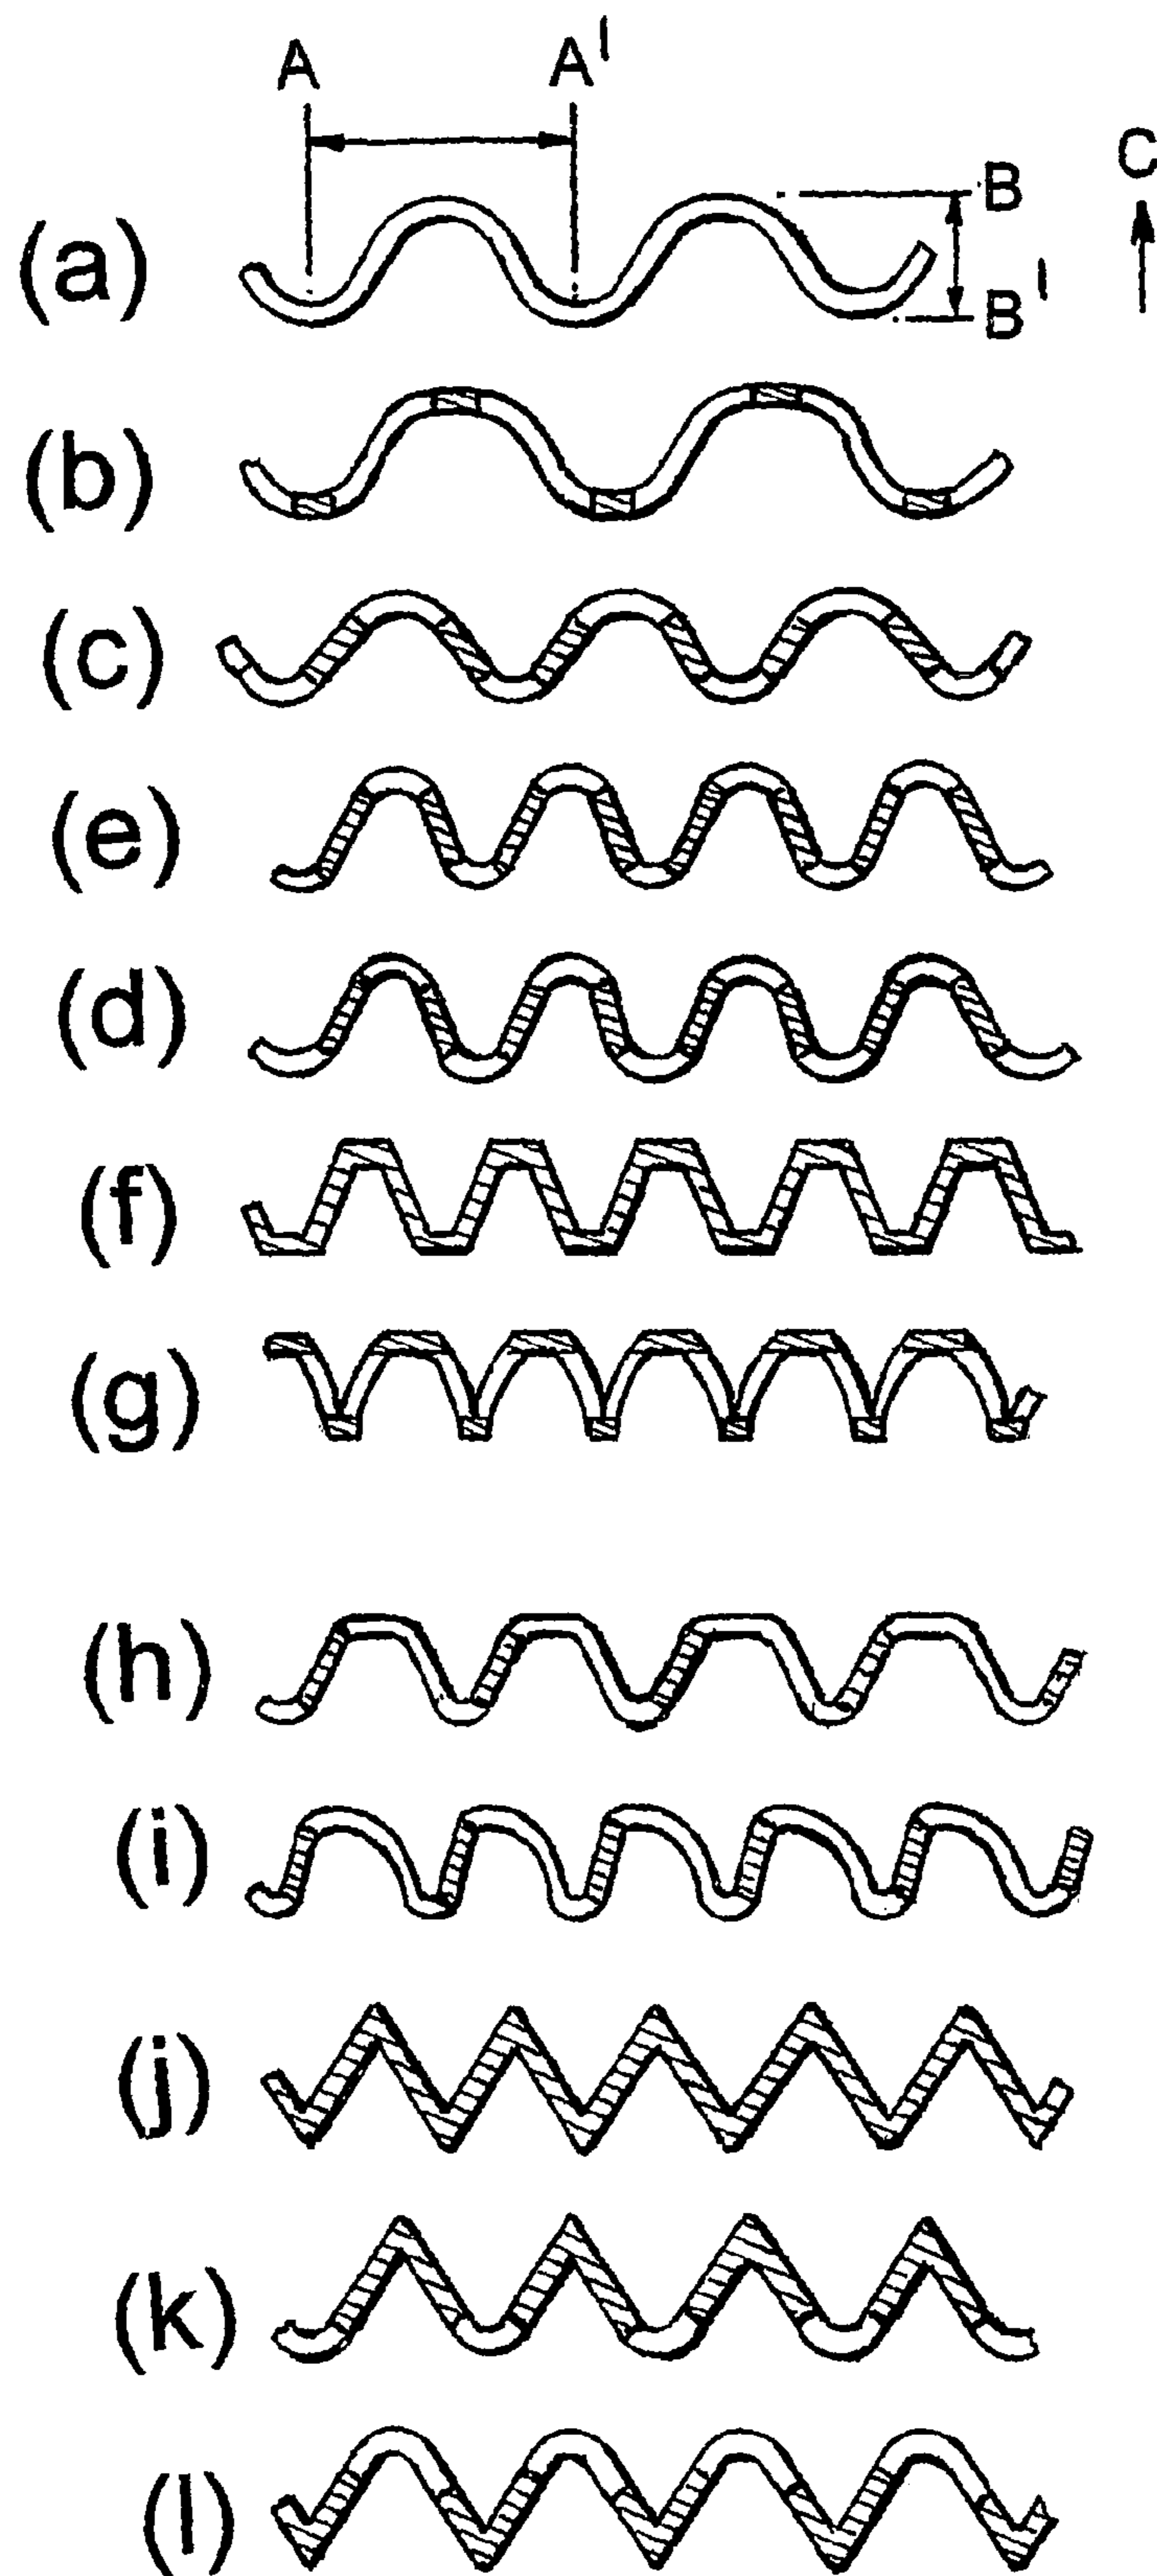 A A'
C
B
(a)
B'
(b)
(c)
(e)
(d)
(f)
(g)
(h)
(i)
(j)
(k)
(l)